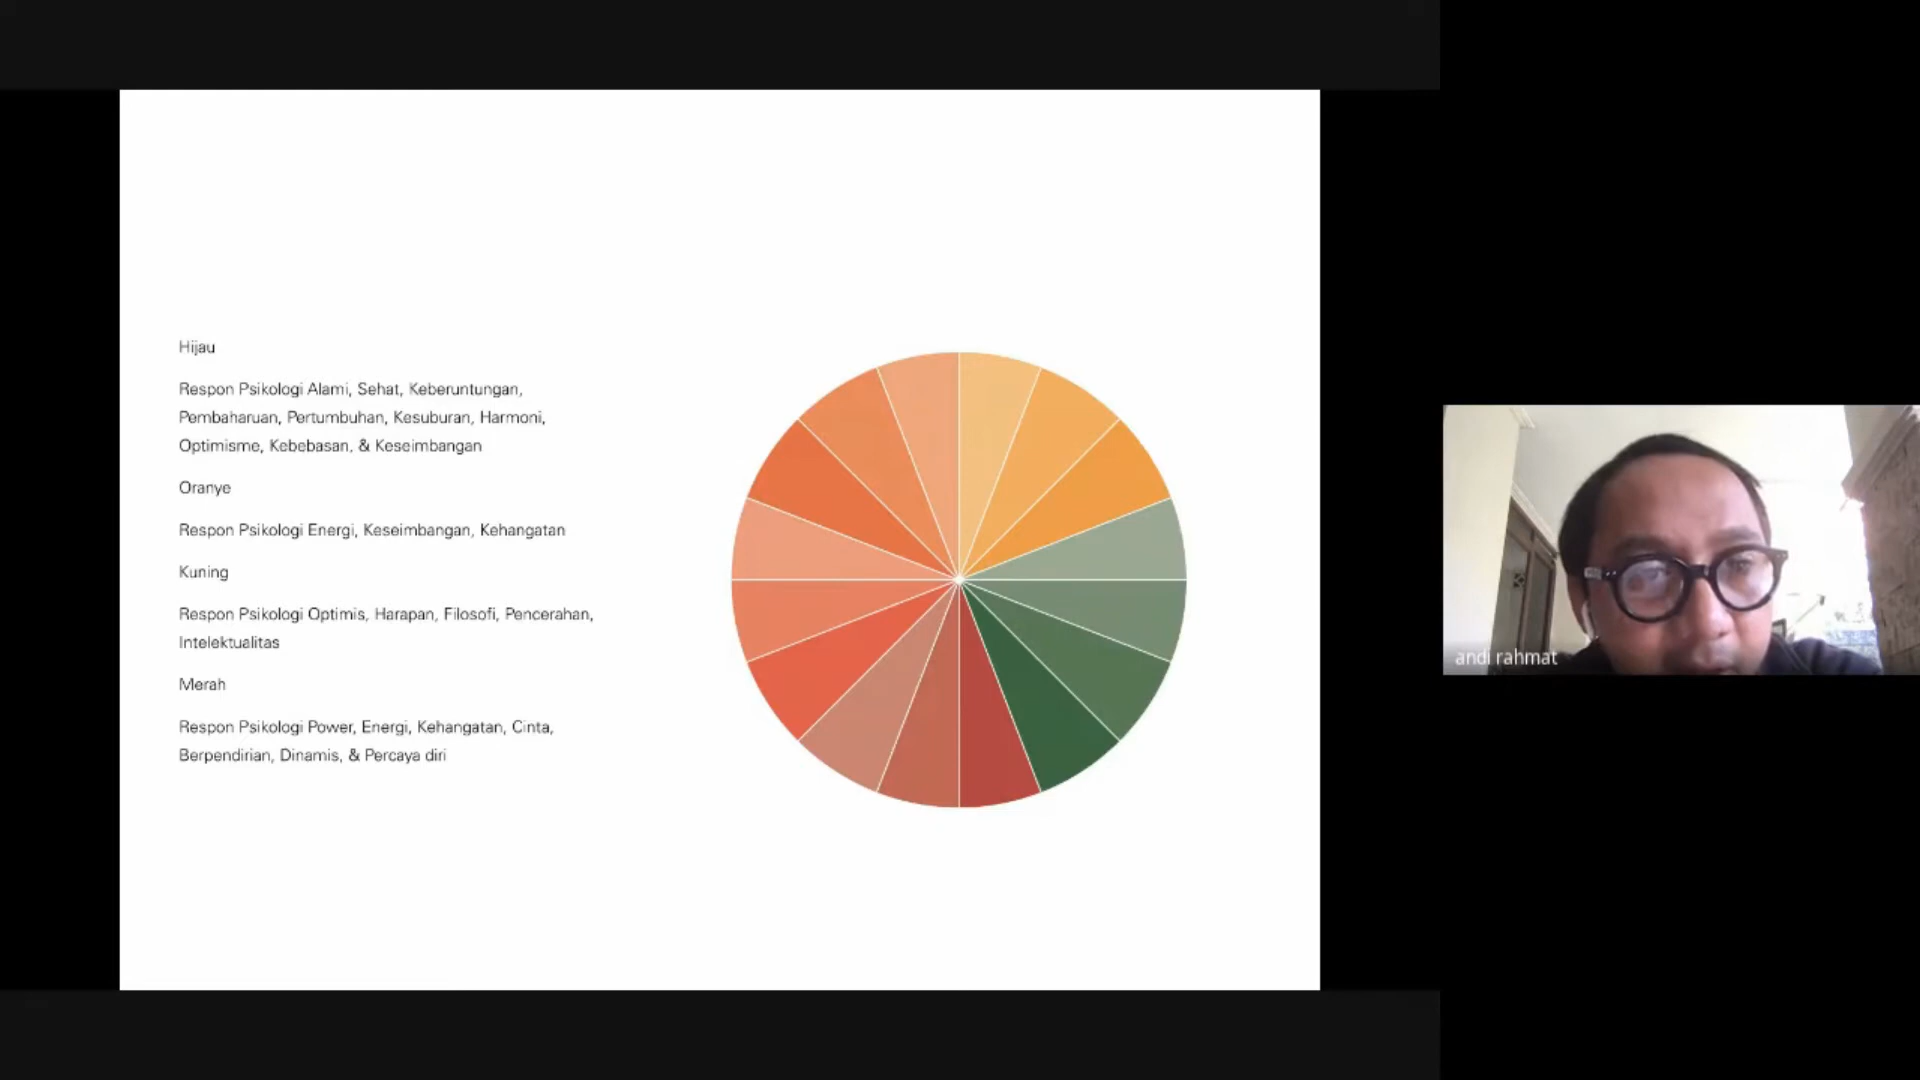 Hijau
Respon Psikologi Alami, Sehat, Keberuntungan,
Pembaharuan, Pertumbuhan, Kesuburan, Harmoni,
Optimisme, Kebebasan, & Keseimbangan
Oranye
Respon Psikologi Energi, Keseimbangan, Kehangatan
Kuning
Respon Psikologi Optimis, Harapan, Filosofi, Pencerahan,
Intelektualitas
Merah
Respon Psikologi Power, Energi, Kehangatan, Cinta,
Berpendirian, Dinamis, & Percaya diri
andi rahmat